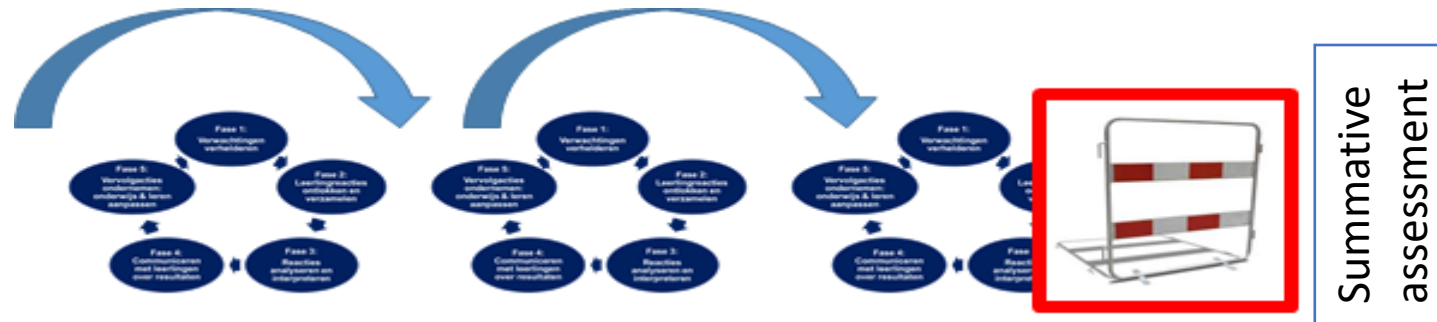 Fase 1:
Verwachtingen
verhelderen
Fase 5:
Vervolgacties
ondernemen:
onderwijs & leren
aanpassen
Fase 2:
Leerlingreacties
ontlokken en
verzamelen
Fase 4:
Communiceren
met leerlingen
over resultaten
Fase 3:
Reacties
analyseren en
interpreteren
Fase 1:
Verwachtingen
verhelderen
Fase 5:
Vervolgacties
ondernemen:
onderwijs & leren
aanpassen
Fase 2:
Leerlingreacties
ontlokken en
verzamelen
Fase 4:
Communiceren
met leerlingen
over resultaten
Fase 3:
Reacties
analyseren en
interpreteren
Fase 1:
Verwachtingen
verhelderen
Fase 5:
Vervolgacties
ondernemen:
onderwijs & leren
aanpassen
Fase 4:
Communiceren
met leerlingen
over resultaten
Summative
assessment